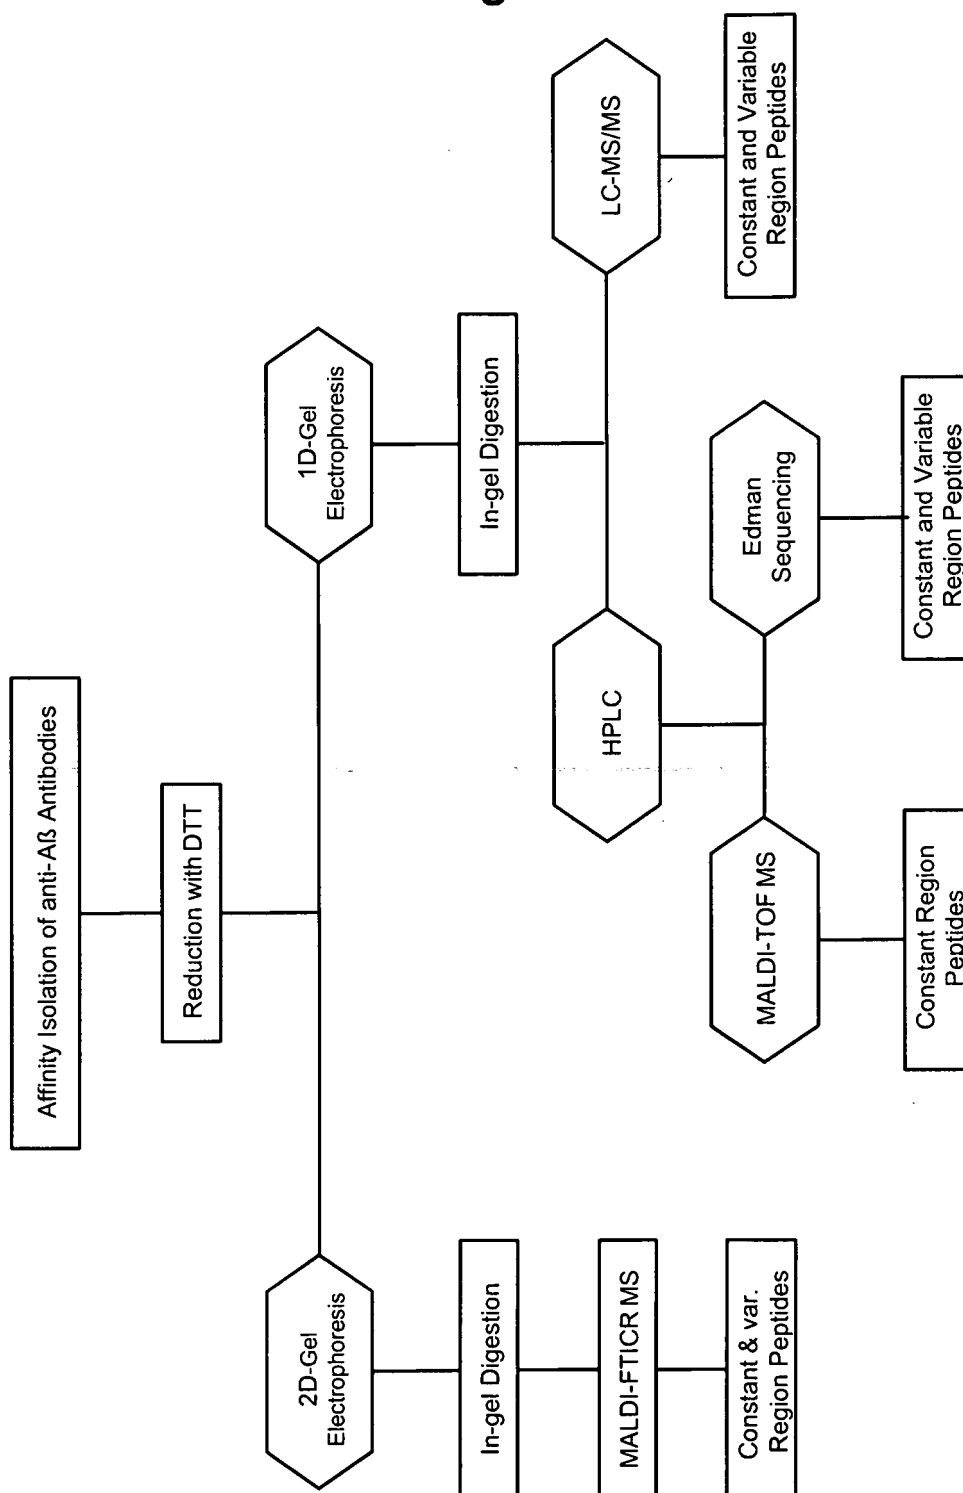 Affinity Isolation of anti-Aß Antibodies
Reduction with DTT
2D-Gel
Electrophoresis
In-gel Digestion
MALDI-FTICR MS
Constant & var.
Region Peptides
1D-Gel
Electrophoresis
In-gel Digestion
HPLC
MALDI-TOF MS
Constant Region
Peptides
Edman
Sequencing
Constant and Variable
Region Peptides
LC-MS/MS
Constant and Variable
Region Peptides